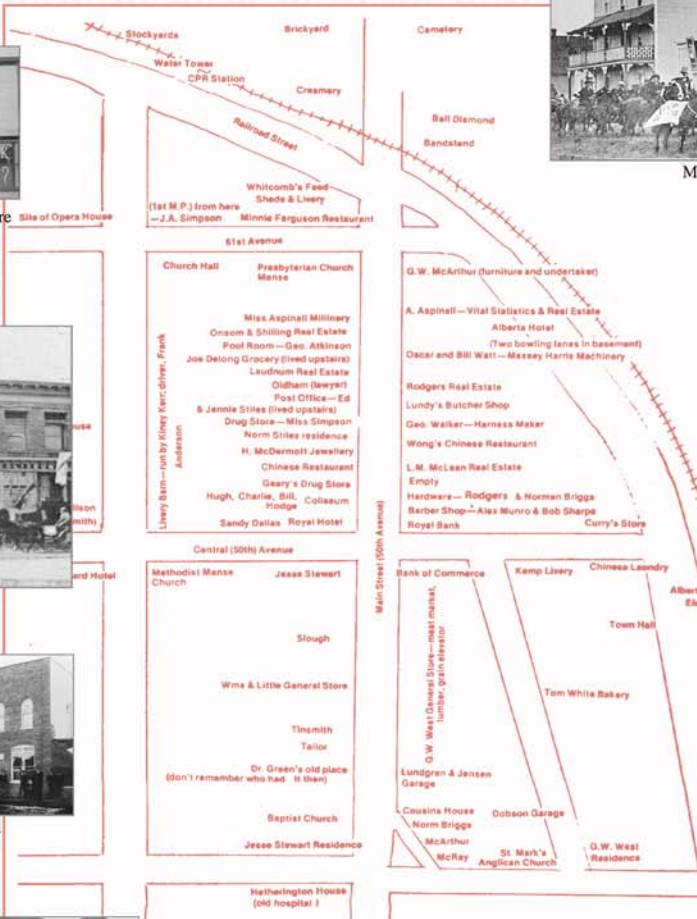 Stockyards
Brickyard
Cemetery
Water Tower
CPR Station
Creamery
Railroad Street
Ball Diamond
Bandstand
M
re
Whitcomb's Feed
Sheds & Livery
(1st M.P.) from here
—J.A. Simpson
Minnie Ferguson Restaurant
Site of Opera House
51st Avenue
Church Hall
Presbyterian Church
Manse
G.W. McArthur (furniture and undertaker)
Miss Aspinall Millinery
Onsom & Shilling Real Estate
Pool Room—Geo. Atkinson
Joe Delong Grocery (lived upstairs)
Laudnum Real Estate
Oldham (lawyer)
Post Office—Ed
& Jennie Stiles (lived upstairs)
Drug Store—Miss Simpson
Norm Stiles residence
H. McDermott Jewellery
Chinese Restaurant
Geary's Drug Store
Hugh, Charlie, Bill,
Hodge
Coliseum
Sandy Dallas
Royal Hotel
Livery Barn—run by Kiney Kerr; driver, Frank
Anderson
A. Aspinall—Vital Statistics & Real Estate
Alberta Hotel
(Two bowling lanes in basement)
Oscar and Bill Watt—Massey Harris Machinery
Rodgers Real Estate
Lundy's Butcher Shop
Geo. Walker—Harness Maker
Wong's Chinese Restaurant
L.M. McLean Real Estate
Empty
Hardware—Rodgers & Norman Briggs
Barber Shop—Alex Munro & Bob Sharpe
Royal Bank
Curry's Store
use
lson
mith)
ard Hotel
Central (50th) Avenue
Main Street (50th Avenue)
Methodist Manse
Church
Jesse Stewart
Slough
Wms & Little General Store
Tinsmith
Tailor
Dr. Green's old place
(don't remember who had it then)
Baptist Church
Jesse Stewart Residence
Bank of Commerce
Kemp Livery
Chinese Laundry
Albert
Ele
Town Hall
G.W. West General Store—meat market,
lumber, grain elevator
Tom White Bakery
Lundgren & Jensen
Garage
Cousins House
Norm Briggs
McArthur
McRay
Dobson Garage
St. Mark's
Anglican Church
G.W. West
Residence
Hetherington House
(old hospital)